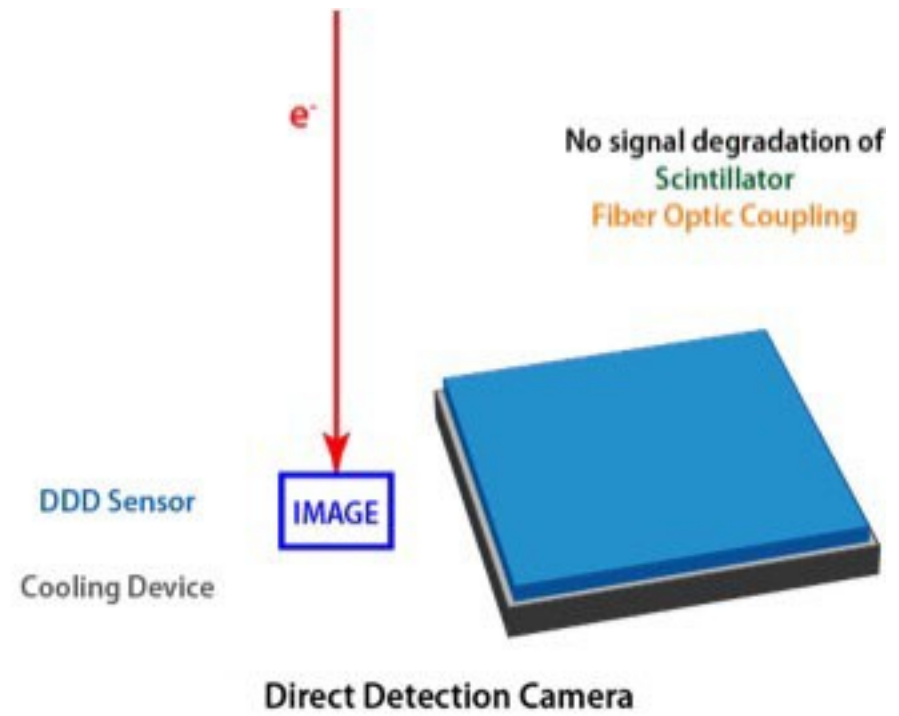 e-
No signal degradation of
Scintillator
Fiber Optic Coupling
DDD Sensor
IMAGE
Cooling Device
Direct Detection Camera